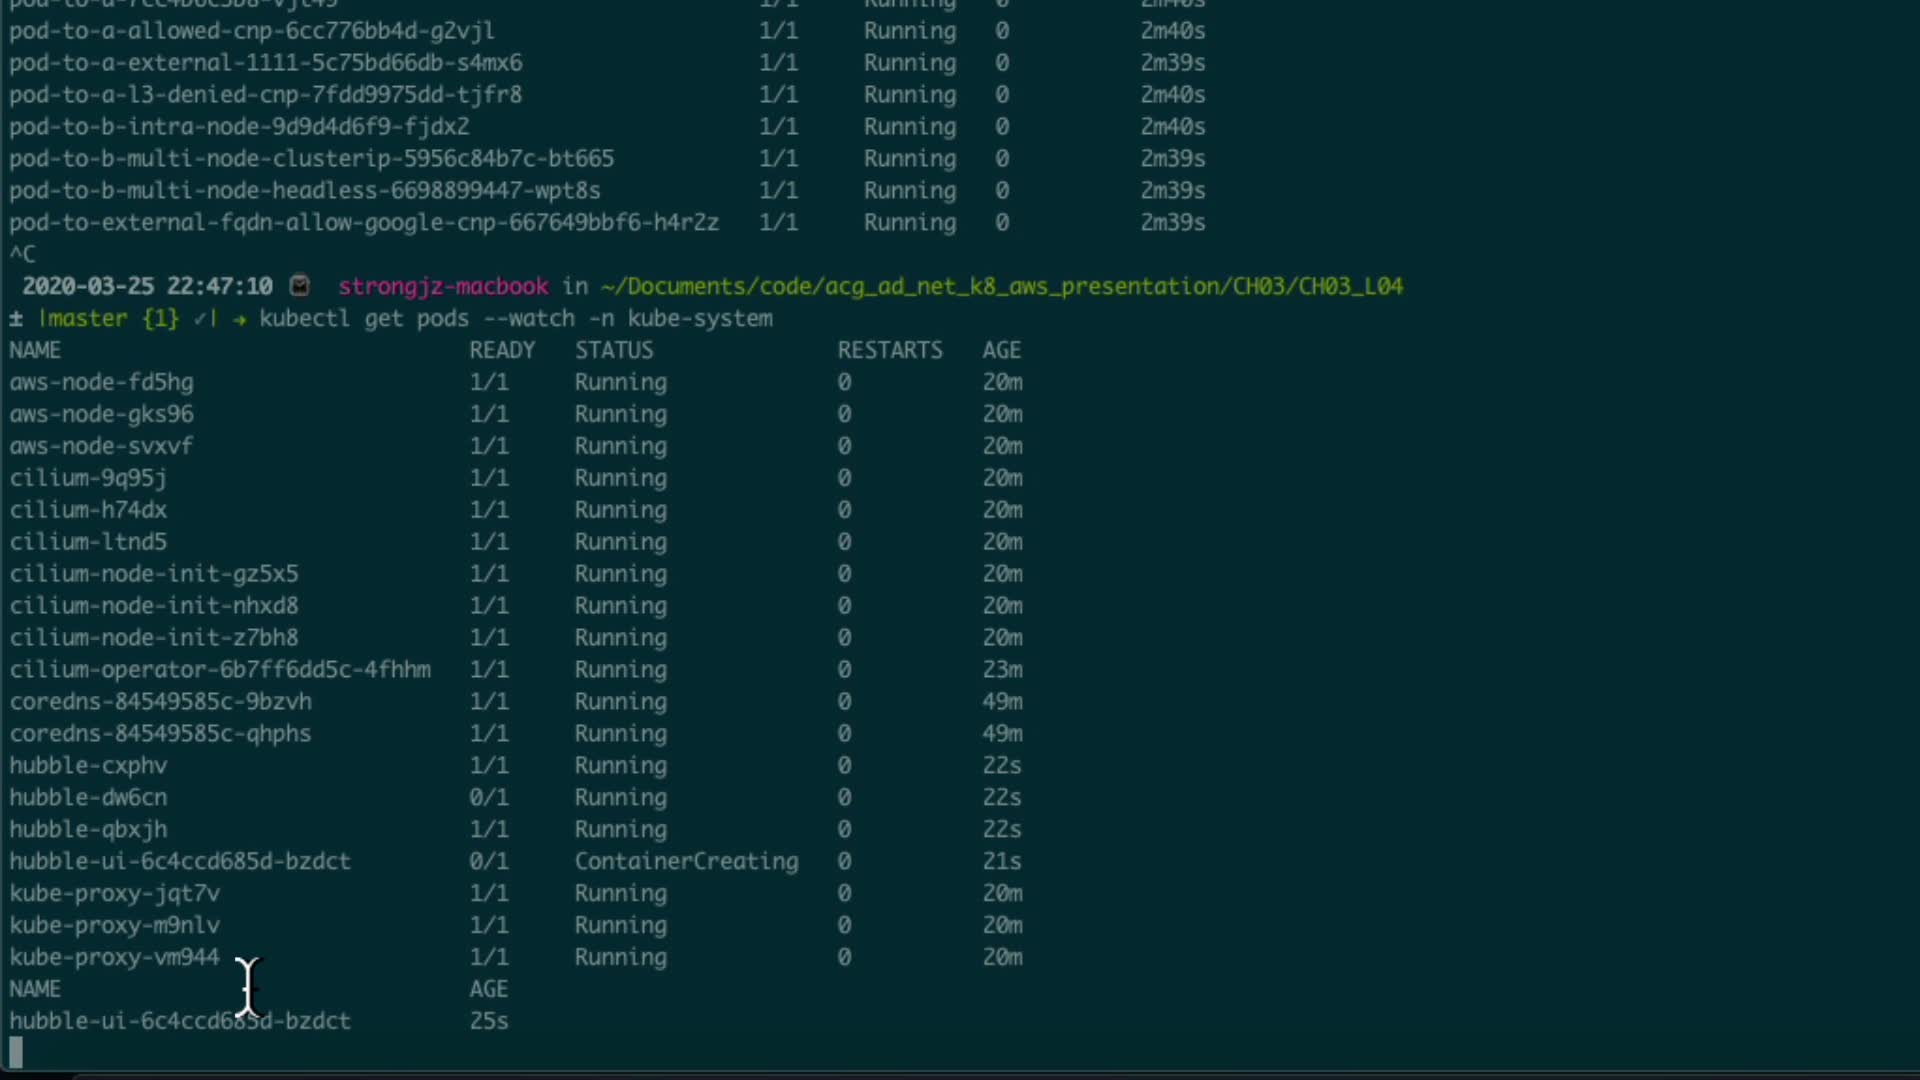 pod-to-a-7cc4b6c5b8-vjl49 1/1 Running 0 2m40s
pod-to-a-allowed-cnp-6cc776bb4d-g2vjl 1/1 Running 0 2m40s
pod-to-a-external-1111-5c75bd66db-s4mx6 1/1 Running 0 2m39s
pod-to-a-l3-denied-cnp-7fdd9975dd-tjfr8 1/1 Running 0 2m40s
pod-to-b-intra-node-9d9d4d6f9-fjdx2 1/1 Running 0 2m40s
pod-to-b-multi-node-clusterip-5956c84b7c-bt665 1/1 Running 0 2m39s
pod-to-b-multi-node-headless-6698899447-wpt8s 1/1 Running 0 2m39s
pod-to-external-fqdn-allow-google-cnp-667649bbf6-h4r2z 1/1 Running 0 2m39s
^C
2020-03-25 22:47:10 strongjz-macbook in ~/Documents/code/acg_ad_net_k8_aws_presentation/CH03/CH03_L04
± |master {1} ✓| → kubectl get pods --watch -n kube-system
NAME READY STATUS RESTARTS AGE
aws-node-fd5hg 1/1 Running 0 20m
aws-node-gks96 1/1 Running 0 20m
aws-node-svxvf 1/1 Running 0 20m
cilium-9q95j 1/1 Running 0 20m
cilium-h74dx 1/1 Running 0 20m
cilium-ltnd5 1/1 Running 0 20m
cilium-node-init-gz5x5 1/1 Running 0 20m
cilium-node-init-nhxd8 1/1 Running 0 20m
cilium-node-init-z7bh8 1/1 Running 0 20m
cilium-operator-6b7ff6dd5c-4fhhm 1/1 Running 0 23m
coredns-84549585c-9bzvh 1/1 Running 0 49m
coredns-84549585c-qhphs 1/1 Running 0 49m
hubble-cxphv 1/1 Running 0 22s
hubble-dw6cn 0/1 Running 0 22s
hubble-qbxjh 1/1 Running 0 22s
hubble-ui-6c4ccd685d-bzdct 0/1 ContainerCreating 0 21s
kube-proxy-jqt7v 1/1 Running 0 20m
kube-proxy-m9nlv 1/1 Running 0 20m
kube-proxy-vm944 1/1 Running 0 20m
NAME AGE
hubble-ui-6c4ccd685d-bzdct 25s